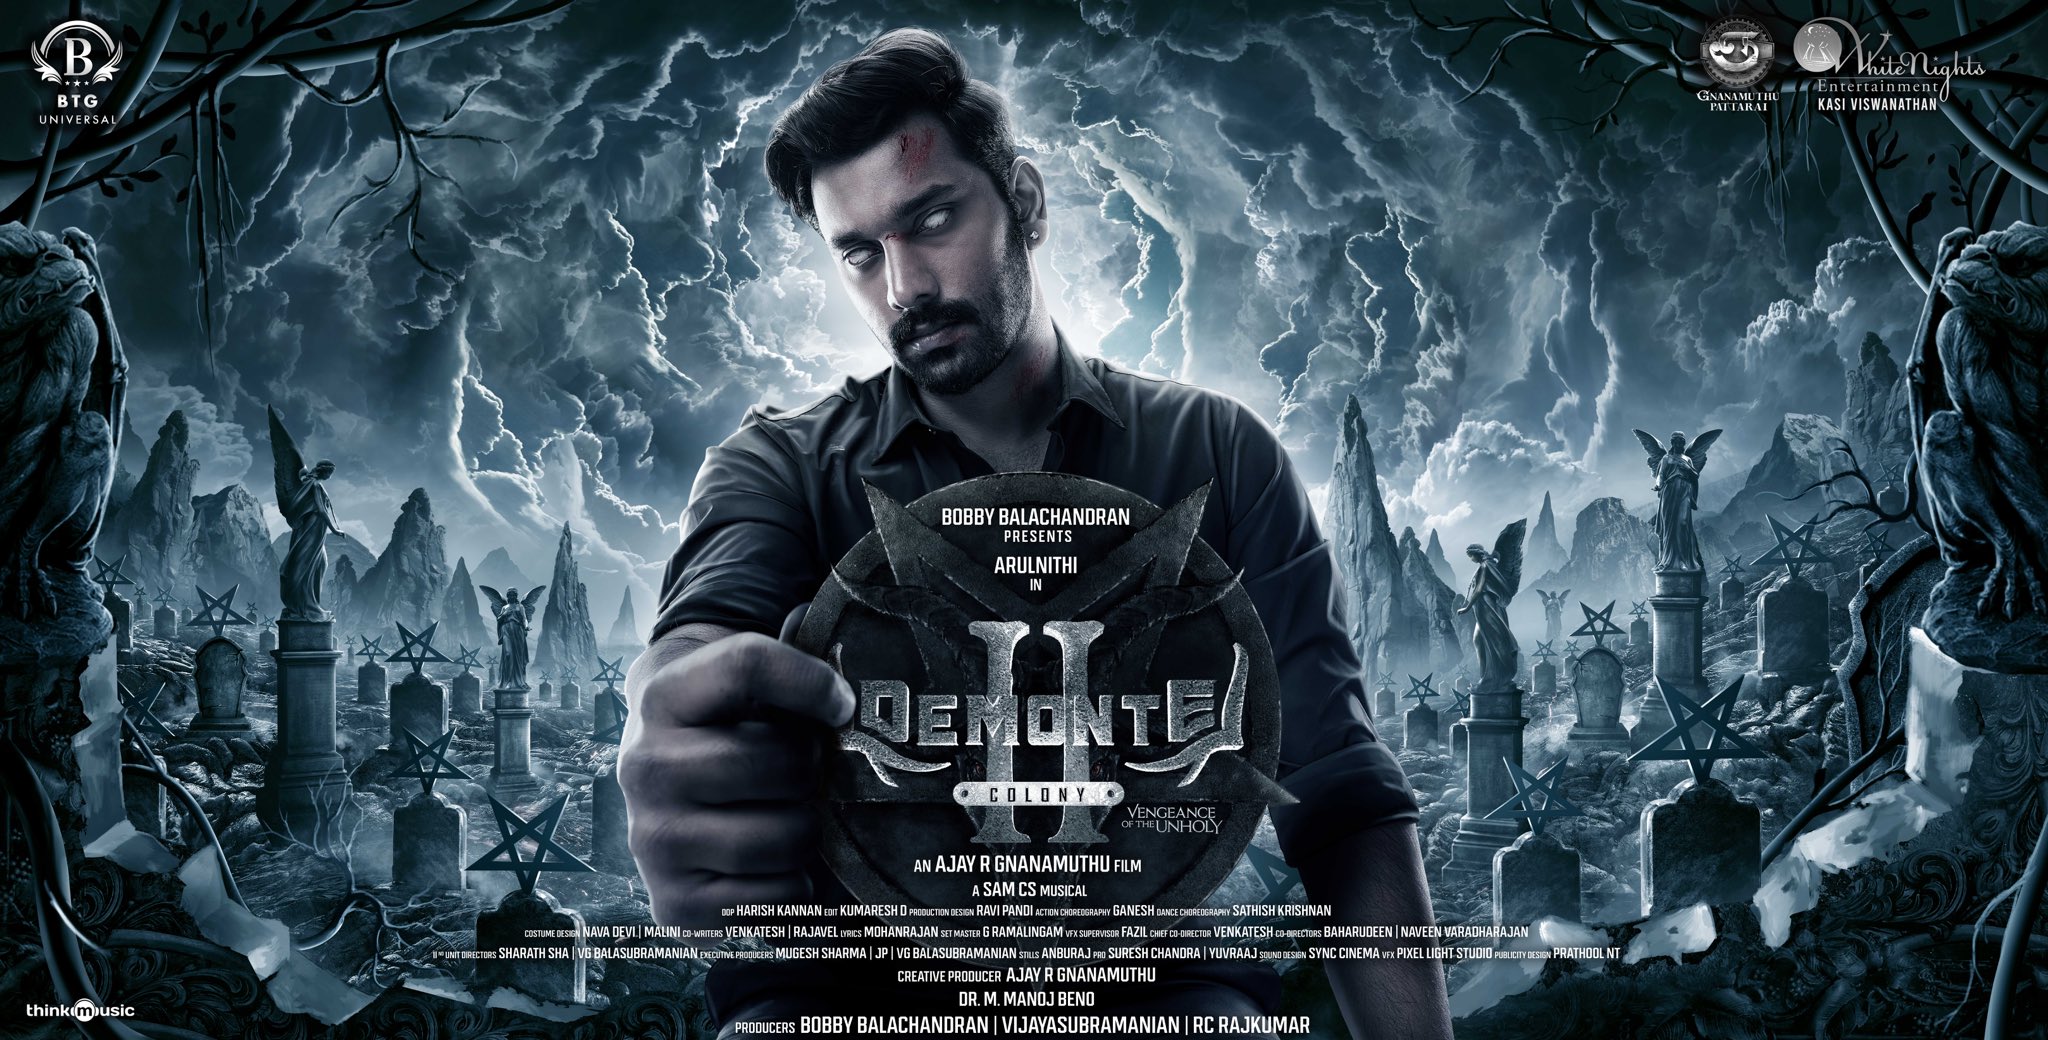 B
BTG
UNIVERSAL
GNANAMUTHU
PATTARAI
WhiteNights
Entertainment
KASI VISWANATHAN
BOBBY BALACHANDRAN
PRESENTS
ARULNITHI
IN
II
DEMONTE
COLONY
VENGEANCE
OF THE UNHOLY
AN AJAY R GNANAMUTHU FILM
A SAM CS MUSICAL
DOP HARISH KANNAN EDIT KUMARESH D PRODUCTION DESIGN RAVI PANDI ACTION CHOREOGRAPHY GANESH DANCE CHOREOGRAPHY SATHISH KRISHNAN
COSTUME DESIGN NAVA DEVI | MALINI CO-WRITERS VENKATESH | RAJAVEL LYRICS MOHANRAJAN SET MASTER G RAMALINGAM VFX SUPERVISOR FAZIL CHIEF CO-DIRECTOR VENKATESH CO-DIRECTORS BAHARUDEEN | NAVEEN VARADHARAJAN
II ND UNIT DIRECTORS SHARATH SHA | VG BALASUBRAMANIAN EXECUTIVE PRODUCERS MUGESH SHARMA | JP | VG BALASUBRAMANIAN STILLS ANBURAJ PRO SURESH CHANDRA | YUVRAAJ SOUND DESIGN SYNC CINEMA VFX PIXEL LIGHT STUDIO PUBLICITY DESIGN PRATHOOL NT
CREATIVE PRODUCER AJAY R GNANAMUTHU
DR. M. MANOJ BENO
PRODUCERS BOBBY BALACHANDRAN | VIJAYASUBRAMANIAN | RC RAJKUMAR
think music